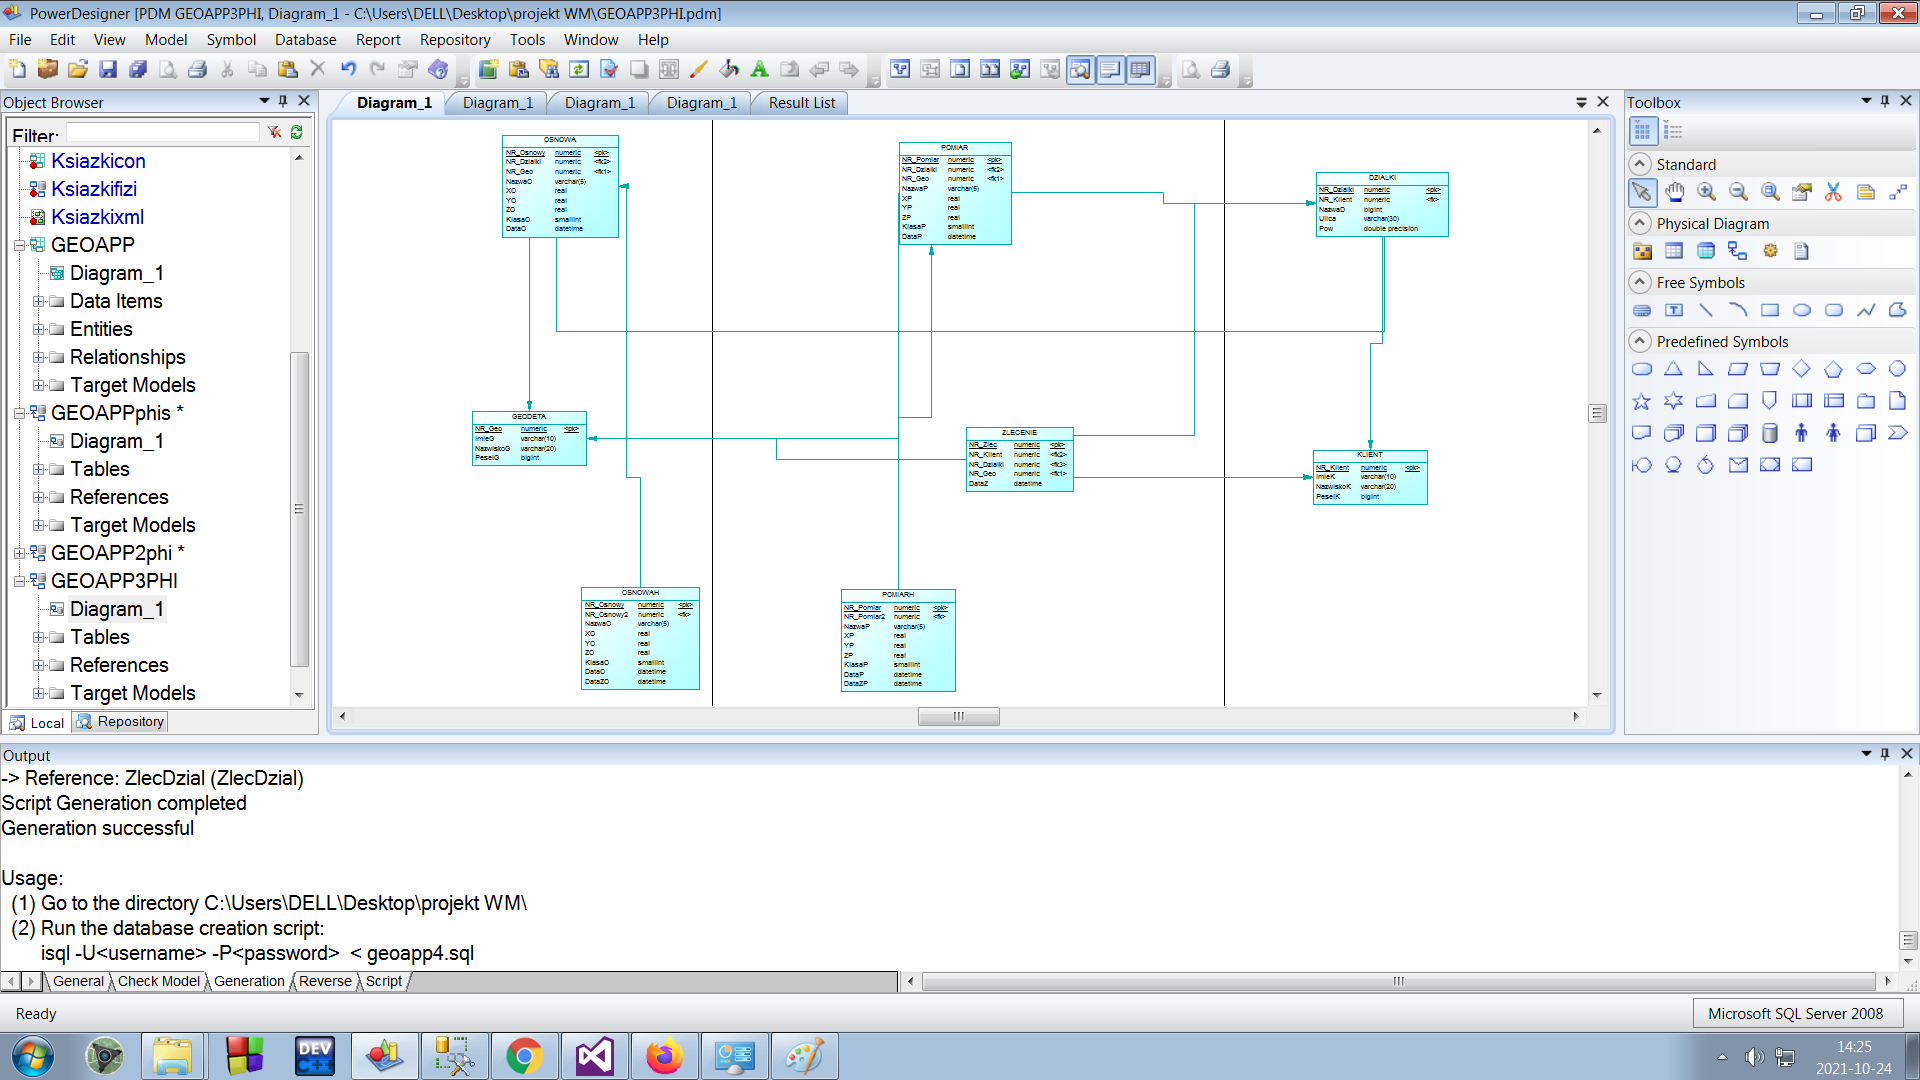 PowerDesigner [PDM GEOAPP3PHI, Diagram_1 - C:\Users\DELL\Desktop\projekt WM\GEOAPP3PHI.pdm]
File Edit View Model Symbol Database Report Repository Tools Window Help
Object Browser
Filter:
Ksiazkicon
Ksiazkifizi
Ksiazkixml
GEOAPP
Diagram_1
Data Items
Entities
Relationships
Target Models
GEOAPPphis *
Diagram_1
Tables
References
Target Models
GEOAPP2phi *
GEOAPP3PHI
Diagram_1
Tables
References
Target Models
Local Repository
Diagram_1 Diagram_1 Diagram_1 Diagram_1 Result List
OSNOWA
NR_Osnowy numeric <pk>
NR_Dzialki numeric <fk2>
NR_Geo numeric <fk1>
NazwaO varchar(5)
XO real
YO real
ZO real
KlasaO smallint
DataO datetime
POMIAR
NR_Pomiar numeric <pk>
NR_Dzialki numeric <fk2>
NR_Geo numeric <fk1>
NazwaP varchar(5)
XP real
YP real
ZP real
KlasaP smallint
DataP datetime
DZIALKI
NR_Dzialki numeric <pk>
NR_Klient numeric <fk>
NazwaD bigint
Ulica varchar(30)
Pow double precision
GEODETA
NR_Geo numeric <pk>
ImieG varchar(10)
NazwiskoG varchar(20)
PeselG bigint
ZLECENIE
NR_Zlec numeric <pk>
NR_Klient numeric <fk2>
NR_Dzialki numeric <fk3>
NR_Geo numeric <fk1>
DataZ datetime
KLIENT
NR_Klient numeric <pk>
ImieK varchar(10)
NazwiskoK varchar(20)
PeselK bigint
OSNOWAH
NR_Osnowy numeric <pk>
NR_Osnowy2 numeric <fk>
NazwaO varchar(5)
XO real
YO real
ZO real
KlasaO smallint
DataO datetime
DataZO datetime
POMIARH
NR_Pomiar numeric <pk>
NR_Pomiar2 numeric <fk>
NazwaP varchar(5)
XP real
YP real
ZP real
KlasaP smallint
DataP datetime
DataZP datetime
Toolbox
Standard
Physical Diagram
Free Symbols
Predefined Symbols
Output
-> Reference: ZlecDzial (ZlecDzial)
Script Generation completed
Generation successful
Usage:
(1) Go to the directory C:\Users\DELL\Desktop\projekt WM\
(2) Run the database creation script:
isql -U<username> -P<password> < geoapp4.sql
General Check Model Generation Reverse Script
Ready
Microsoft SQL Server 2008
DEV
C++
14:25
2021-10-24